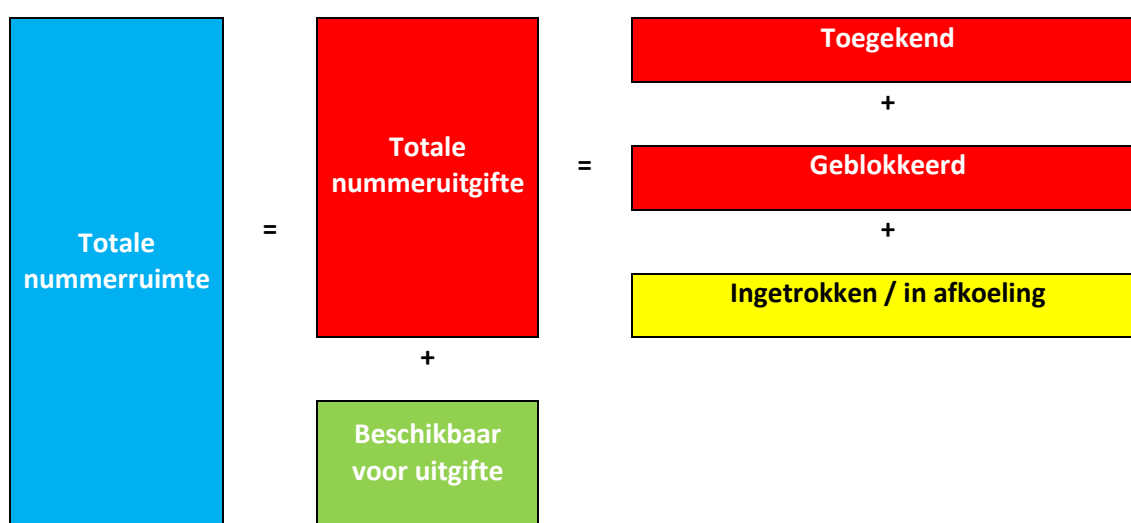 Totale
nummerruimte
=
Totale
nummeruitgifte
+
Beschikbaar
voor uitgifte
=
Toegekend
+
Geblokkeerd
+
Ingetrokken / in afkoeling